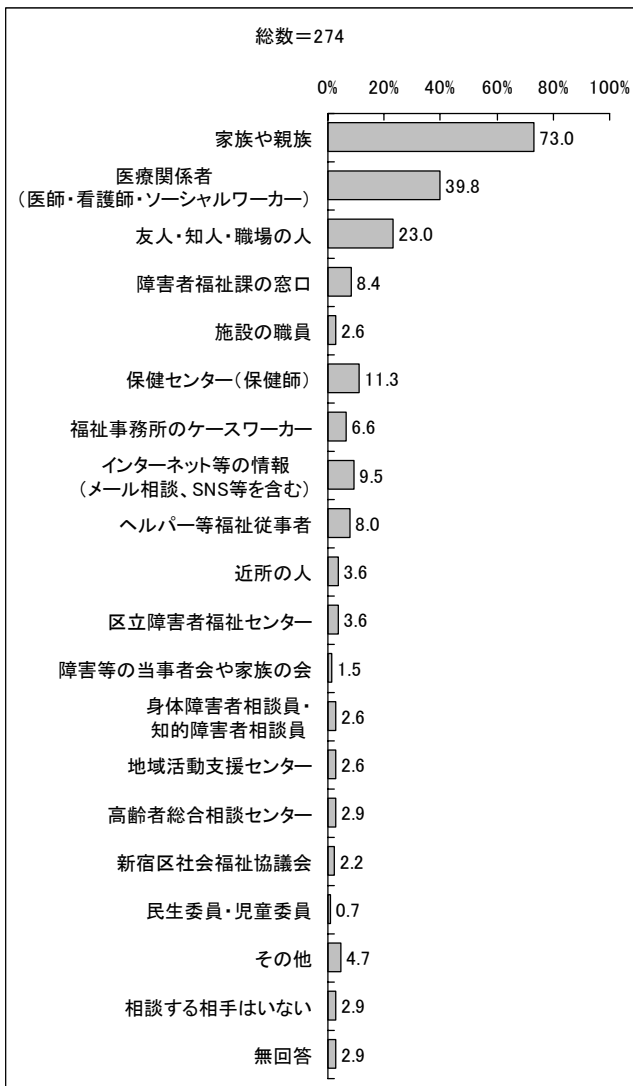 総数＝274
0% 20% 40% 60% 80% 100%
家族や親族 73.0
医療関係者
（医師・看護師・ソーシャルワーカー） 39.8
友人・知人・職場の人 23.0
障害者福祉課の窓口 8.4
施設の職員 2.6
保健センター（保健師） 11.3
福祉事務所のケースワーカー 6.6
インターネット等の情報
（メール相談、SNS等を含む） 9.5
ヘルパー等福祉従事者 8.0
近所の人 3.6
区立障害者福祉センター 3.6
障害等の当事者会や家族の会 1.5
身体障害者相談員・
知的障害者相談員 2.6
地域活動支援センター 2.6
高齢者総合相談センター 2.9
新宿区社会福祉協議会 2.2
民生委員・児童委員 0.7
その他 4.7
相談する相手はいない 2.9
無回答 2.9